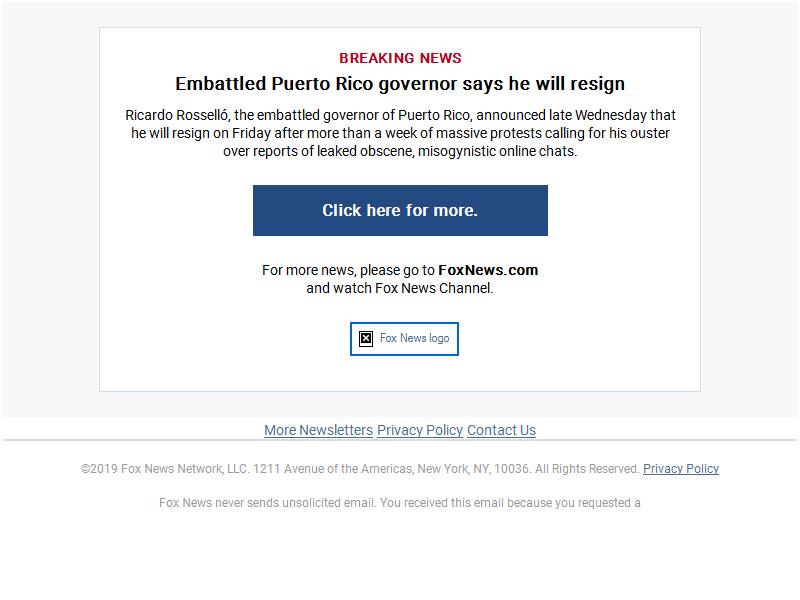 BREAKING NEWS
Embattled Puerto Rico governor says he will resign
Ricardo Rosselló, the embattled governor of Puerto Rico, announced late Wednesday that
he will resign on Friday after more than a week of massive protests calling for his ouster
over reports of leaked obscene, misogynistic online chats.
Click here for more.
For more news, please go to FoxNews.com
and watch Fox News Channel.
Fox News logo
More Newsletters Privacy Policy Contact Us
©2019 Fox News Network, LLC. 1211 Avenue of the Americas, New York, NY, 10036. All Rights Reserved. Privacy Policy
Fox News never sends unsolicited email. You received this email because you requested a